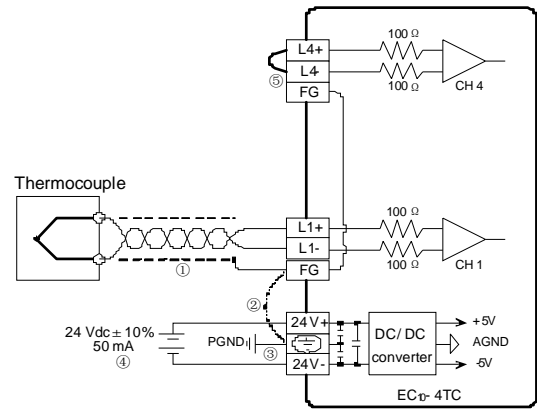 100 Ω
L4+
L4-
⑤
100 Ω
CH 4
FG
Thermocouple
100 Ω
L1+
L1-
①
100 Ω
CH 1
FG
②
24 Vdc ± 10%
50 mA
④
24V+
PGND
③
24V-
DC/ DC
converter
+5V
AGND
-5V
EC10- 4TC